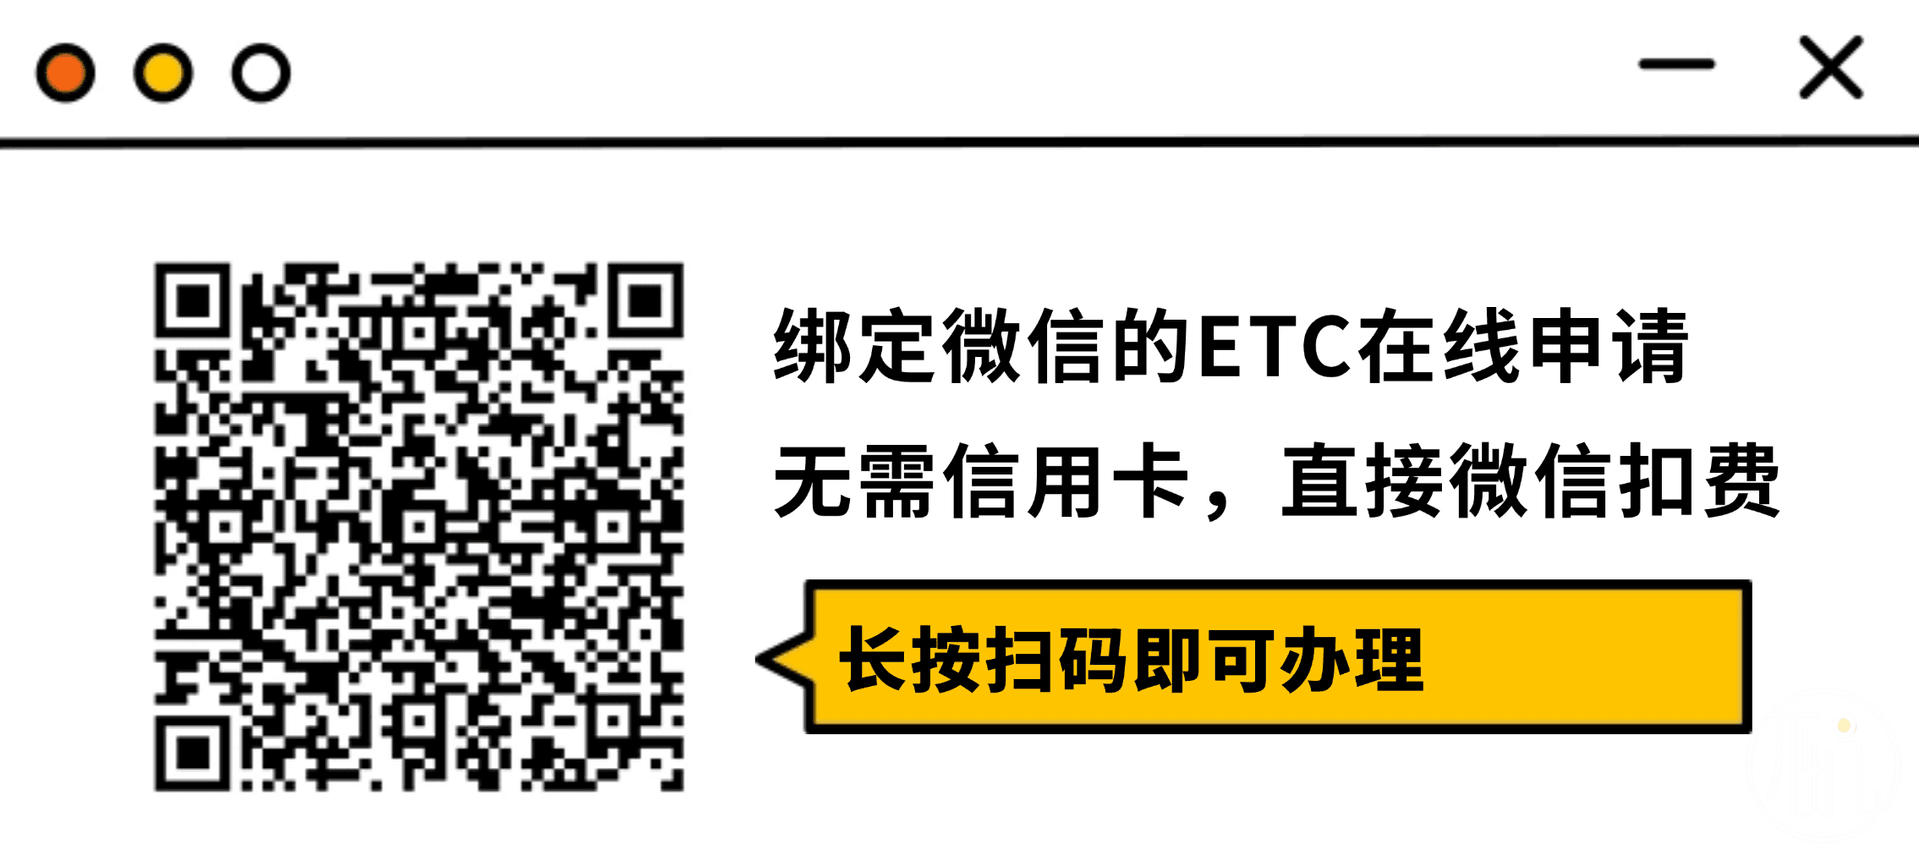 绑定微信的ETC在线申请
无需信用卡，直接微信扣费
长按扫码即可办理